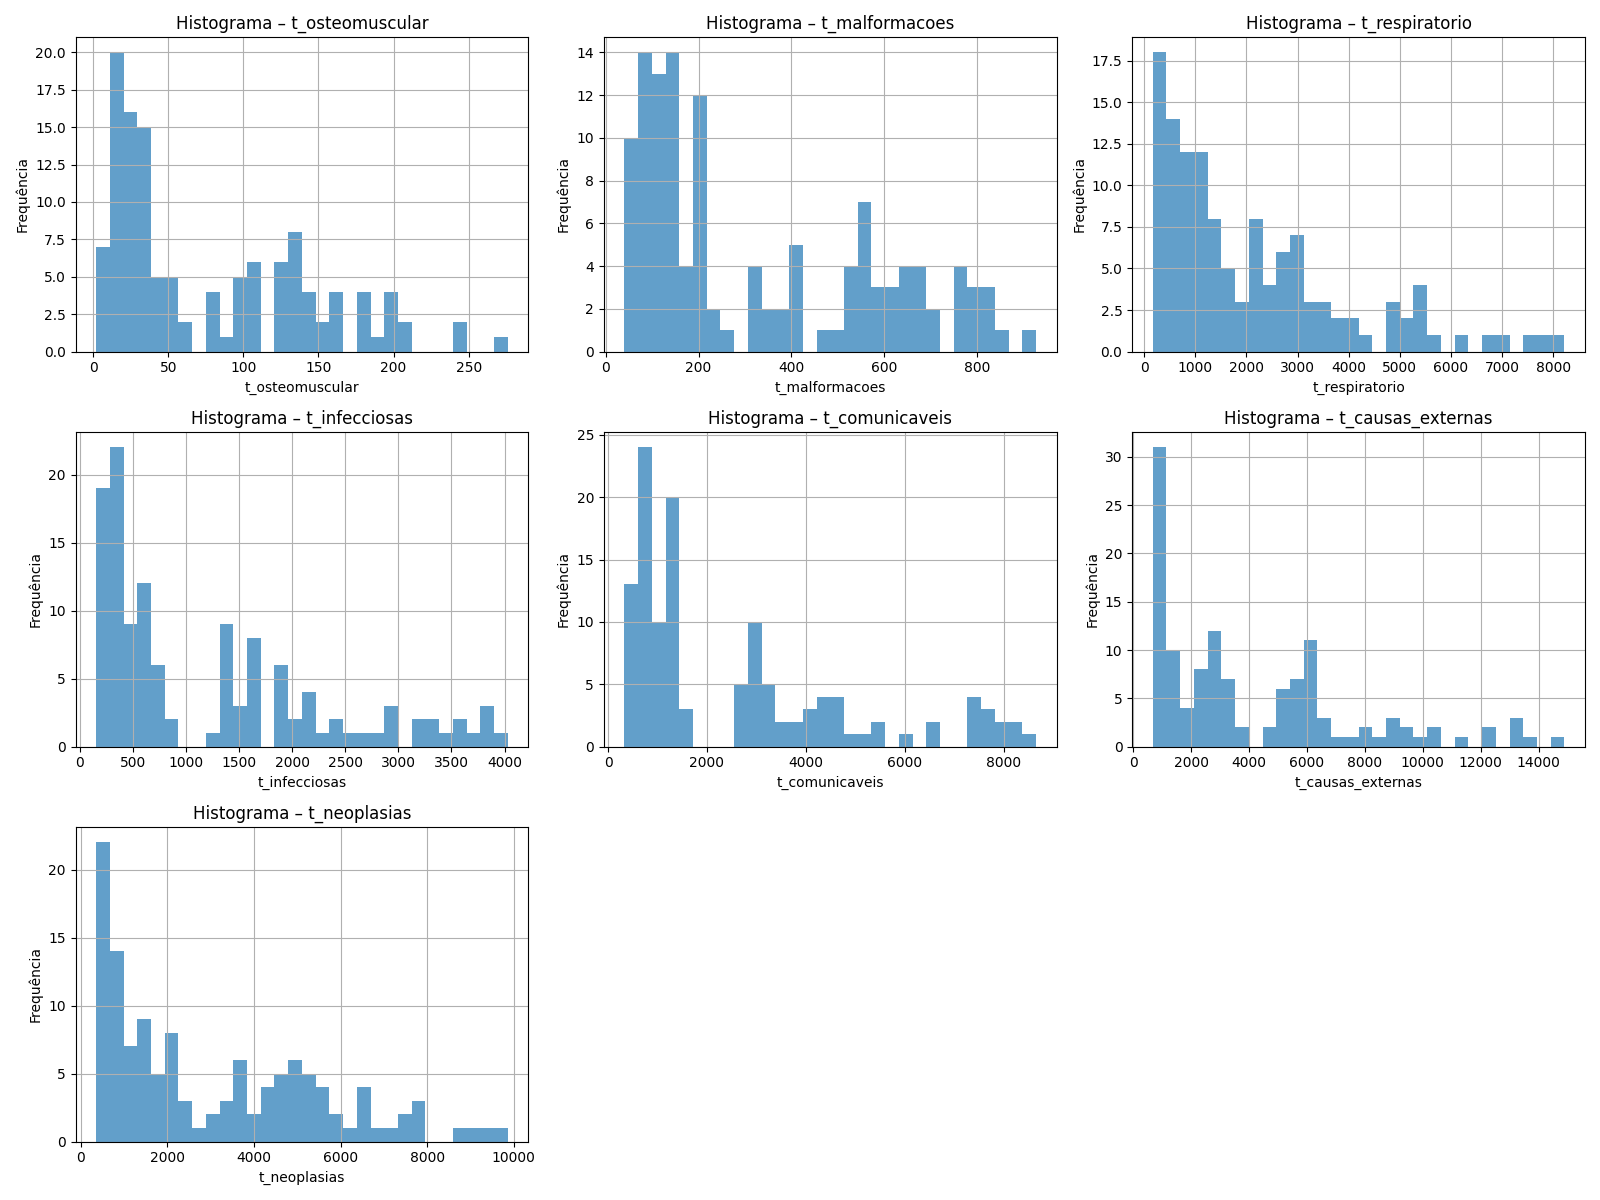 Histograma – t_osteomuscular
20.0
17.5
15.0
12.5
10.0
7.5
5.0
2.5
0.0
Frequência
0 50 100 150 200 250
t_osteomuscular
Histograma – t_malformacoes
14
12
10
8
6
4
2
0
Frequência
0 200 400 600 800
t_malformacoes
Histograma – t_respiratorio
17.5
15.0
12.5
10.0
7.5
5.0
2.5
0.0
Frequência
0 1000 2000 3000 4000 5000 6000 7000 8000
t_respiratorio
Histograma – t_infecciosas
20
15
10
5
0
Frequência
0 500 1000 1500 2000 2500 3000 3500 4000
t_infecciosas
Histograma – t_comunicaveis
25
20
15
10
5
0
Frequência
0 2000 4000 6000 8000
t_comunicaveis
Histograma – t_causas_externas
30
25
20
15
10
5
0
Frequência
0 2000 4000 6000 8000 10000 12000 14000
t_causas_externas
Histograma – t_neoplasias
20
15
10
5
0
Frequência
0 2000 4000 6000 8000 10000
t_neoplasias